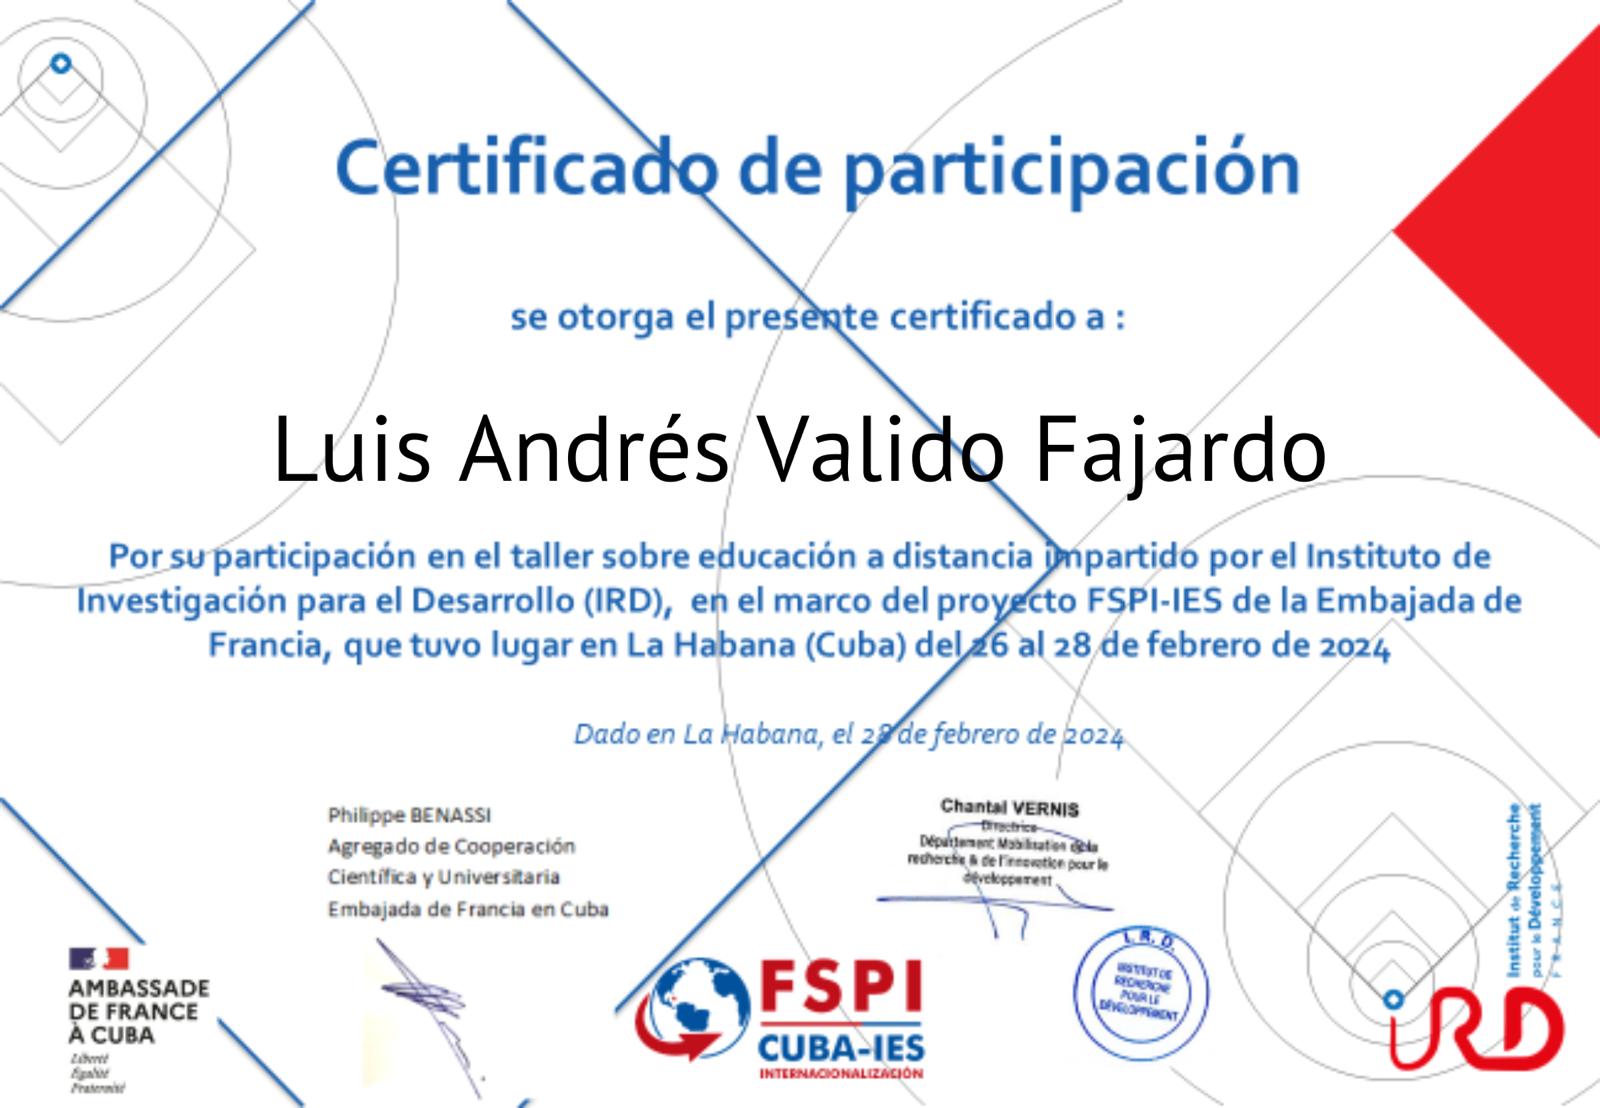 Certificado de participación
se otorga el presente certificado a :
Luis Andrés Valido Fajardo
Por su participación en el taller sobre educación a distancia impartido por el Instituto de
Investigación para el Desarrollo (IRD), en el marco del proyecto FSPI-IES de la Embajada de
Francia, que tuvo lugar en La Habana (Cuba) del 26 al 28 de febrero de 2024
Dado en La Habana, el 28 de febrero de 2024
Philippe BENASSI
Agregado de Cooperación
Científica y Universitaria
Embajada de Francia en Cuba
Chantal VERNIS
Directrice
Département Mobilisation de la
recherche & de l'innovation pour le
développement
AMBASSADE
DE FRANCE
À CUBA
Liberté
Égalité
Fraternité
FSPI
CUBA-IES
INTERNACIONALIZACIÓN
I. R. D.
INSTITUT DE
RECHERCHE
POUR LE
DÉVELOPPEMENT
Institut de Recherche
pour le Développement
FRANCE
IRD